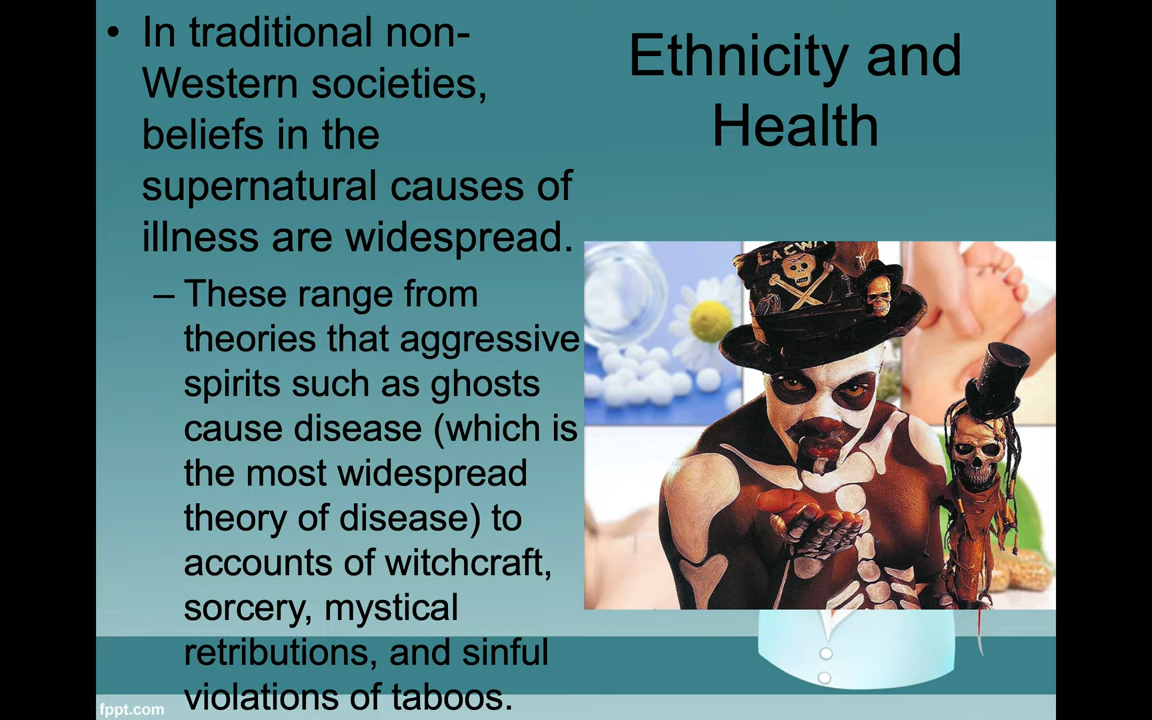 • In traditional non-
Western societies,
beliefs in the
supernatural causes of
illness are widespread.
– These range from
theories that aggressive
spirits such as ghosts
cause disease (which is
the most widespread
theory of disease) to
accounts of witchcraft,
sorcery, mystical
retributions, and sinful
violations of taboos.
Ethnicity and
Health
fppt.com